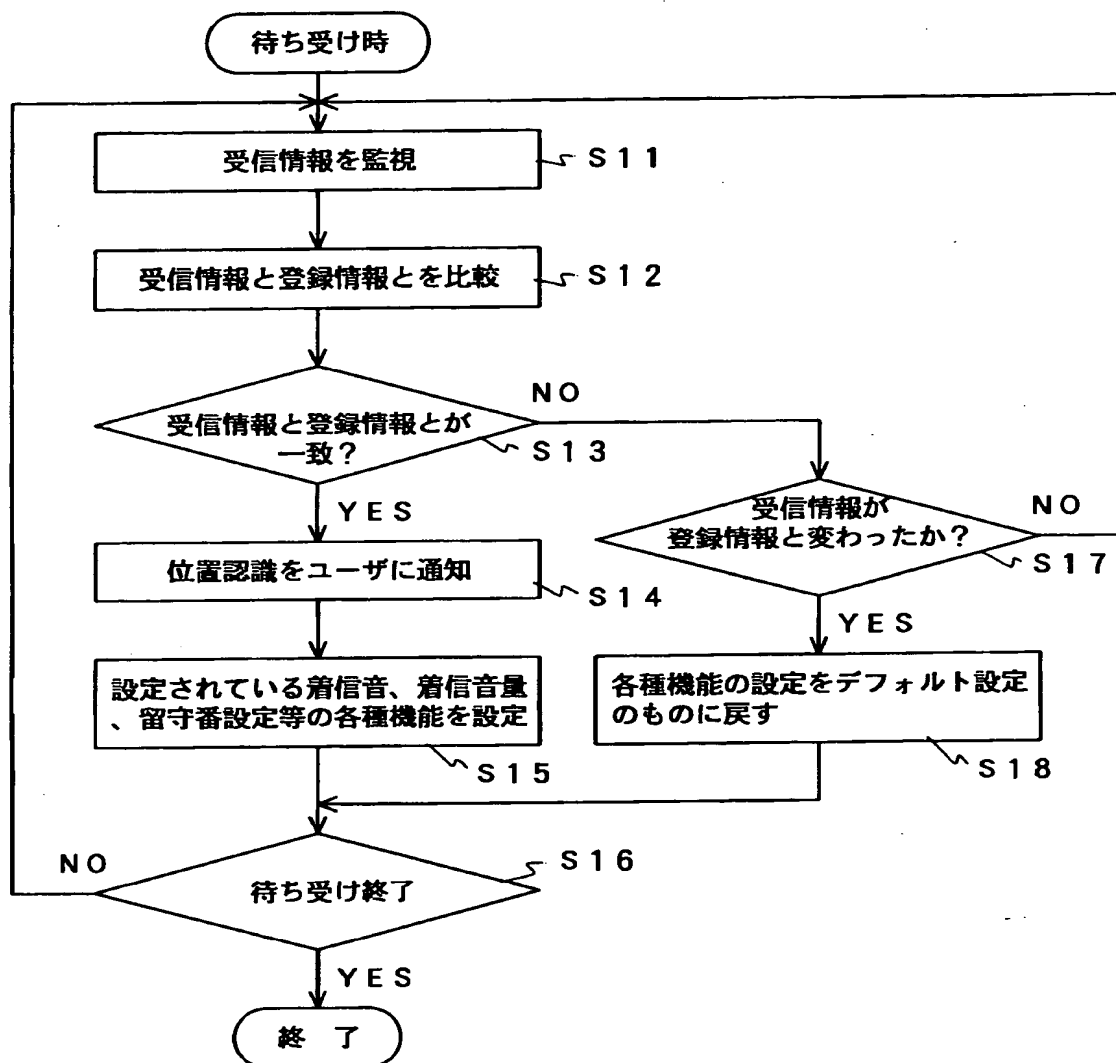 待ち受け時
受信情報を監視
S11
受信情報と登録情報とを比較
S12
受信情報と登録情報とが
一致？
S13
NO
YES
受信情報が
登録情報と変わったか？
S17
NO
YES
位置認識をユーザに通知
S14
設定されている着信音、着信音量
、留守番設定等の各種機能を設定
S15
各種機能の設定をデフォルト設定
のものに戻す
S18
待ち受け終了
S16
NO
YES
終 了